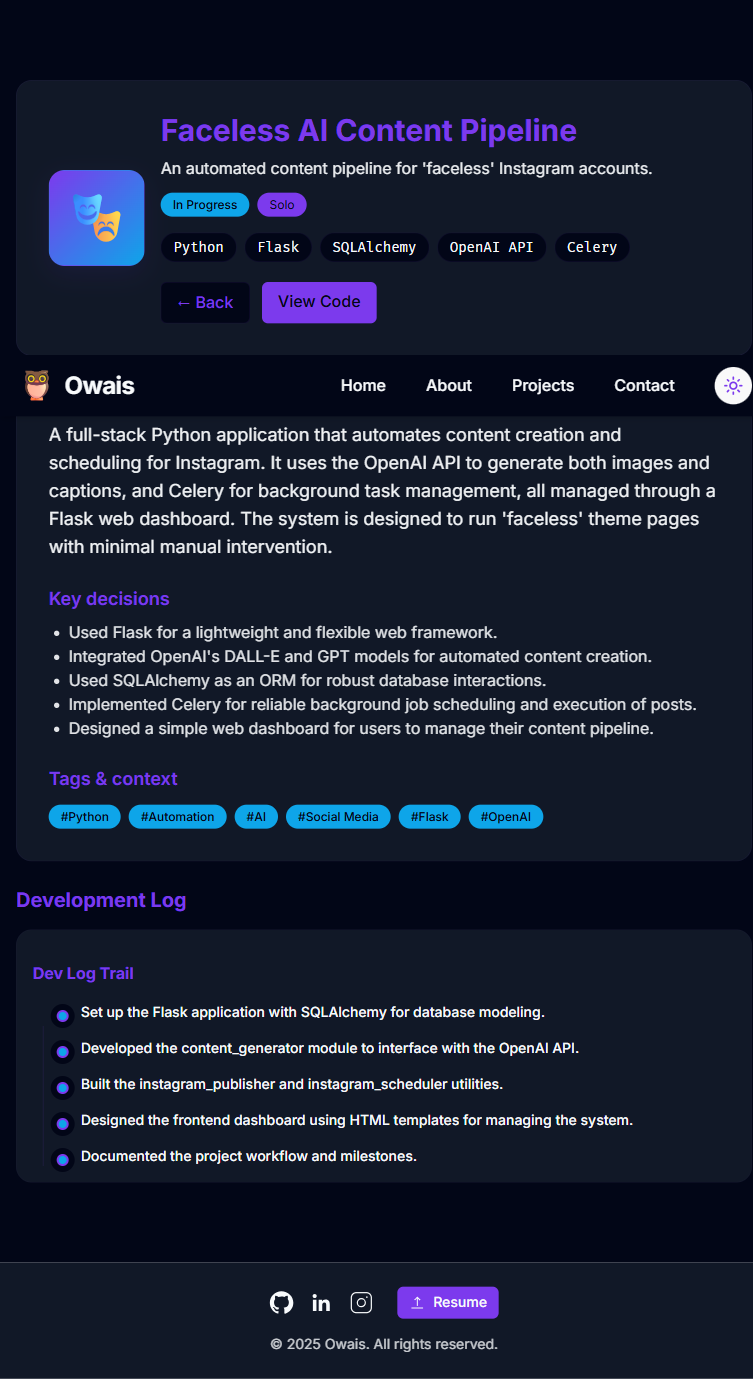 Faceless AI Content Pipeline
An automated content pipeline for 'faceless' Instagram accounts.
In Progress Solo
Python Flask SQLAlchemy OpenAI API Celery
← Back View Code
Owais Home About Projects Contact
A full-stack Python application that automates content creation and
scheduling for Instagram. It uses the OpenAI API to generate both images and
captions, and Celery for background task management, all managed through a
Flask web dashboard. The system is designed to run 'faceless' theme pages
with minimal manual intervention.
Key decisions
• Used Flask for a lightweight and flexible web framework.
• Integrated OpenAI's DALL-E and GPT models for automated content creation.
• Used SQLAlchemy as an ORM for robust database interactions.
• Implemented Celery for reliable background job scheduling and execution of posts.
• Designed a simple web dashboard for users to manage their content pipeline.
Tags & context
#Python #Automation #AI #Social Media #Flask #OpenAI
Development Log
Dev Log Trail
Set up the Flask application with SQLAlchemy for database modeling.
Developed the content_generator module to interface with the OpenAI API.
Built the instagram_publisher and instagram_scheduler utilities.
Designed the frontend dashboard using HTML templates for managing the system.
Documented the project workflow and milestones.
in Resume
© 2025 Owais. All rights reserved.